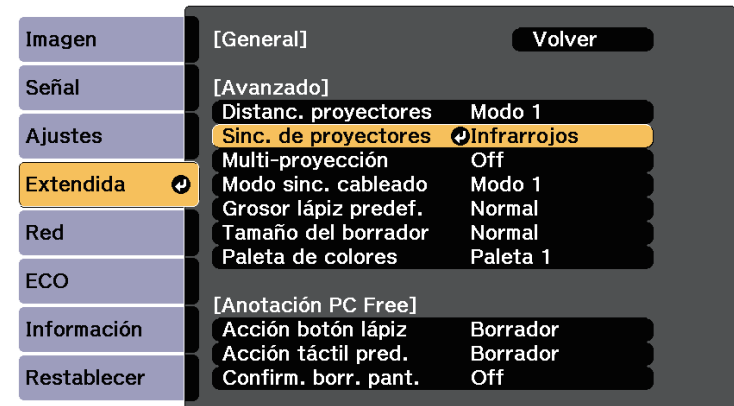 Imagen
Señal
Ajustes
Extendida
Red
ECO
Información
Restablecer
[General] Volver
[Avanzado]
Distanc. proyectores Modo 1
Sinc. de proyectores Infrarrojos
Multi-proyección Off
Modo sinc. cableado Modo 1
Grosor lápiz predef. Normal
Tamaño del borrador Normal
Paleta de colores Paleta 1
[Anotación PC Free]
Acción botón lápiz Borrador
Acción táctil pred. Borrador
Confirm. borr. pant. Off